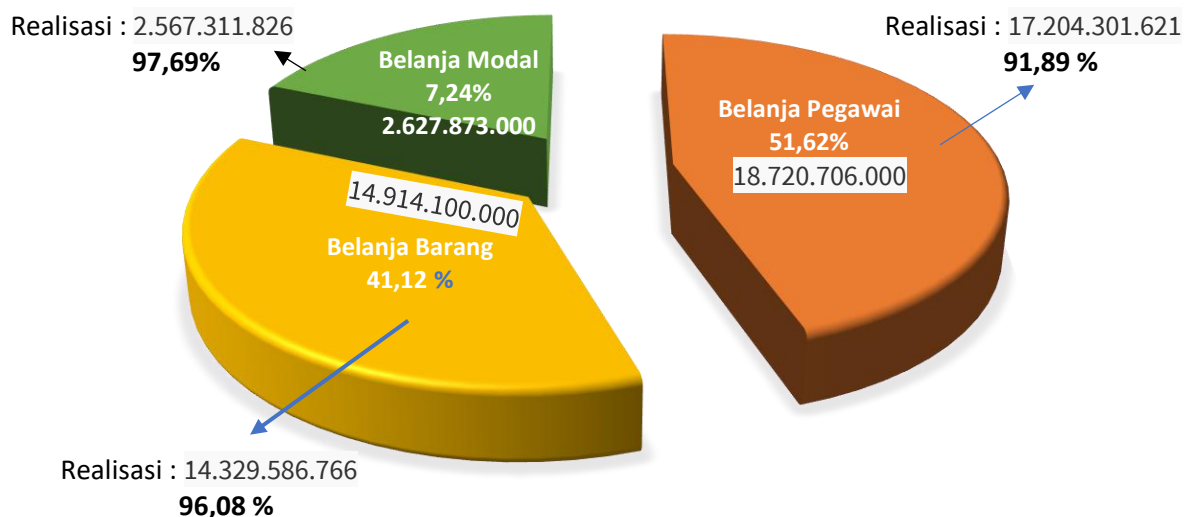 Realisasi : 2.567.311.826
97,69%
Belanja Modal
7,24%
2.627.873.000
Realisasi : 17.204.301.621
91,89 %
Belanja Pegawai
51,62%
18.720.706.000
14.914.100.000
Belanja Barang
41,12 %
Realisasi : 14.329.586.766
96,08 %